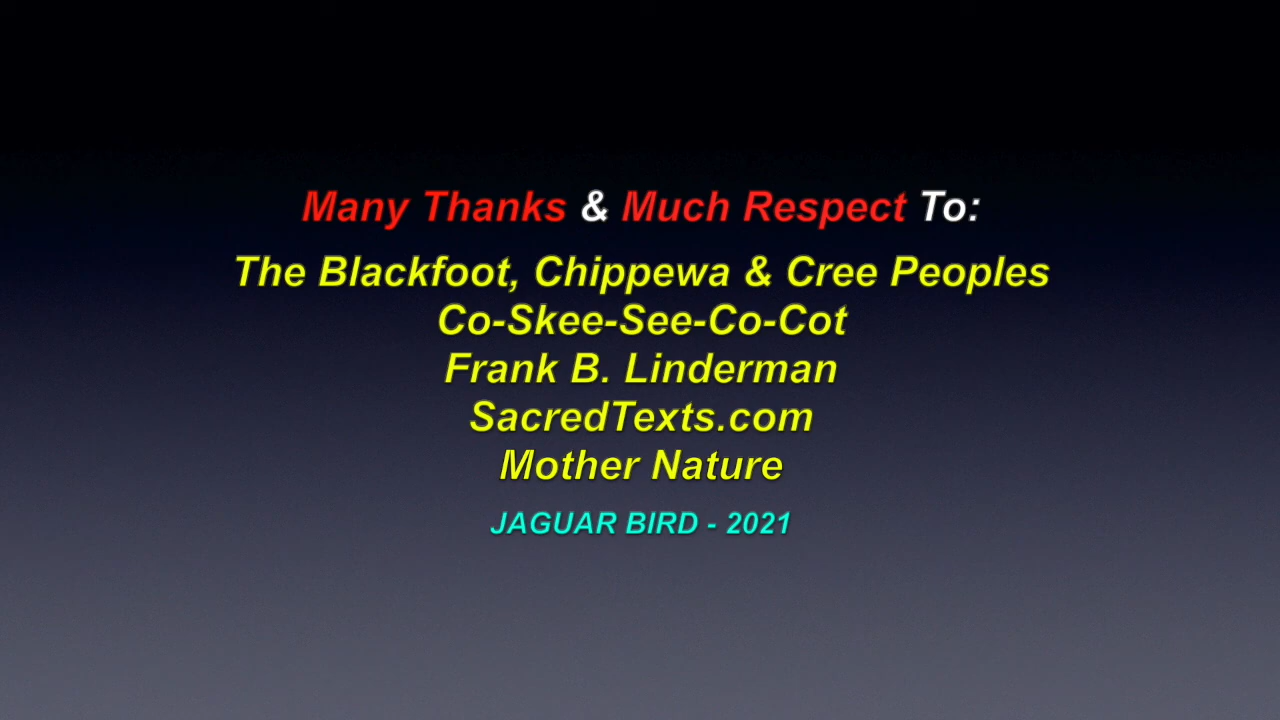 Many Thanks & Much Respect To:
The Blackfoot, Chippewa & Cree Peoples
Co-Skee-See-Co-Cot
Frank B. Linderman
SacredTexts.com
Mother Nature
JAGUAR BIRD - 2021